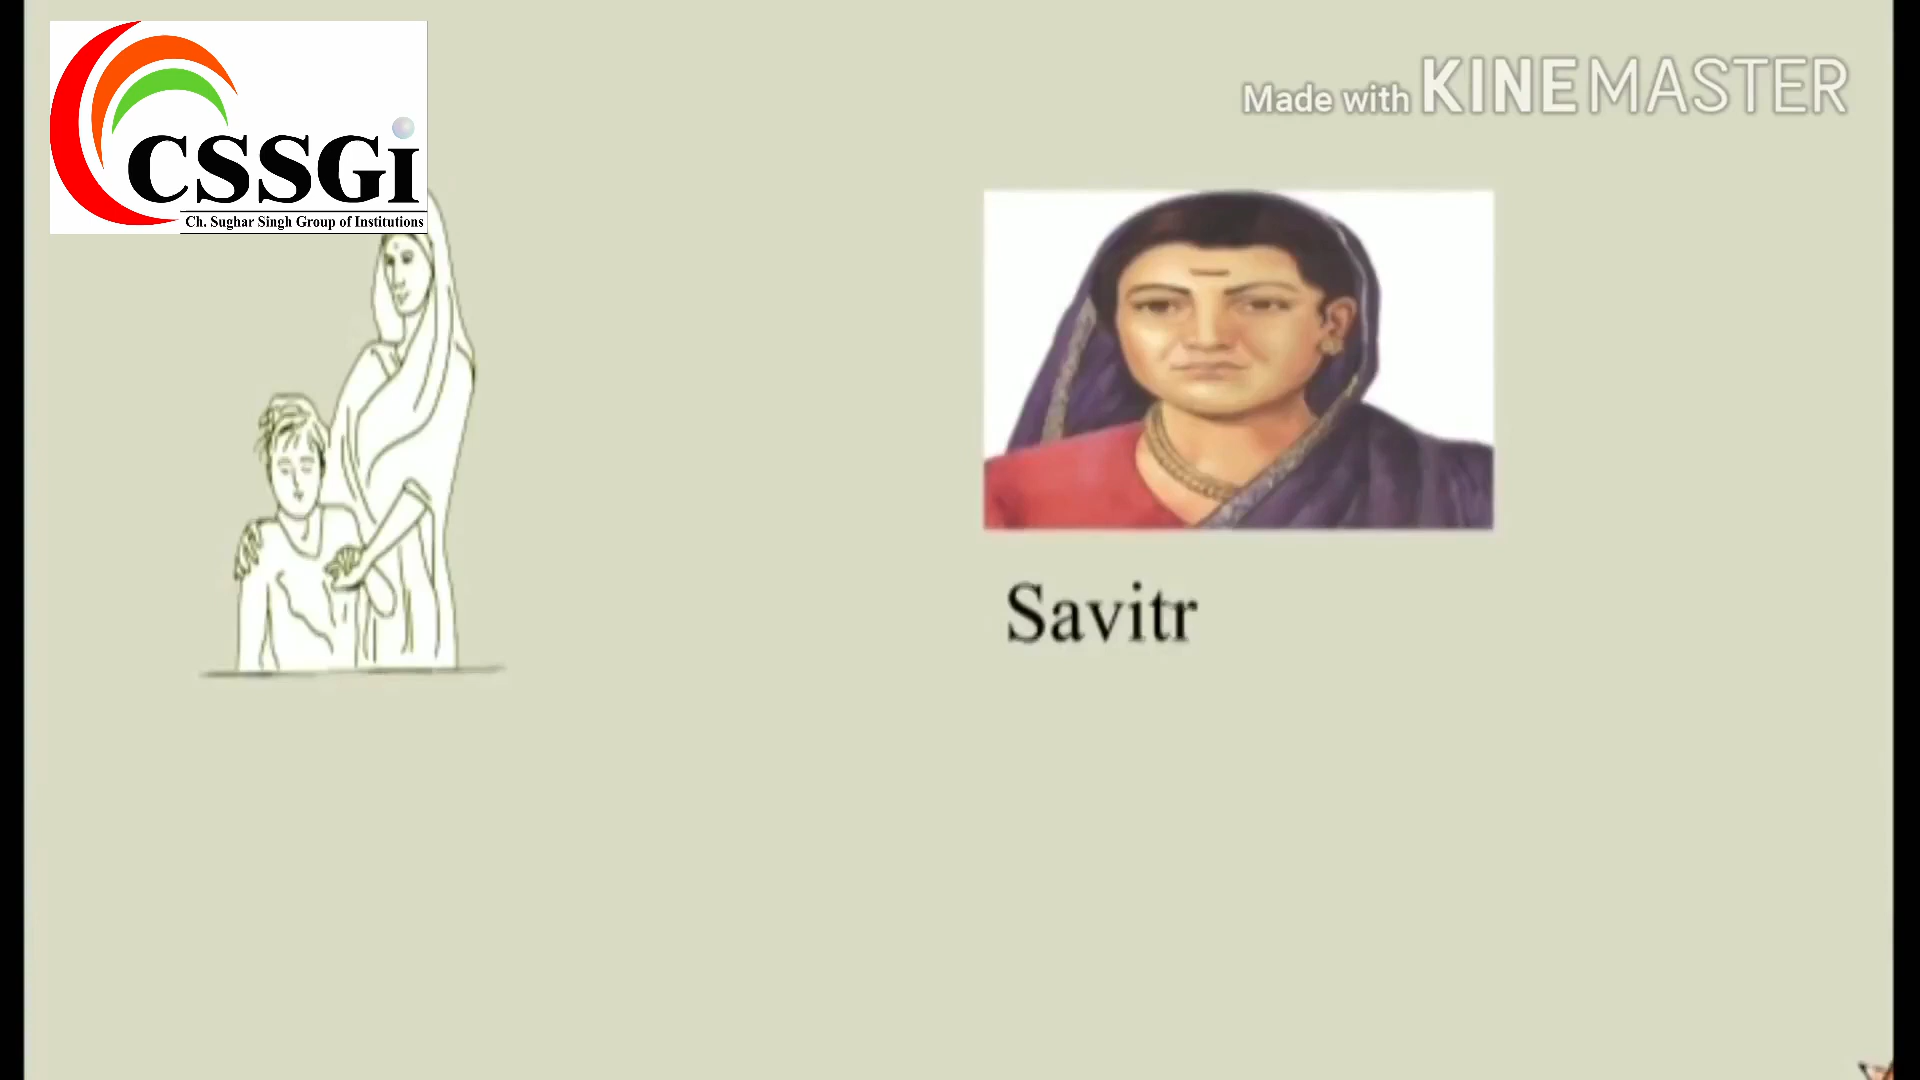 CSSGi
Ch. Sughar Singh Group of Institutions
Made with KINEMASTER
Savitr